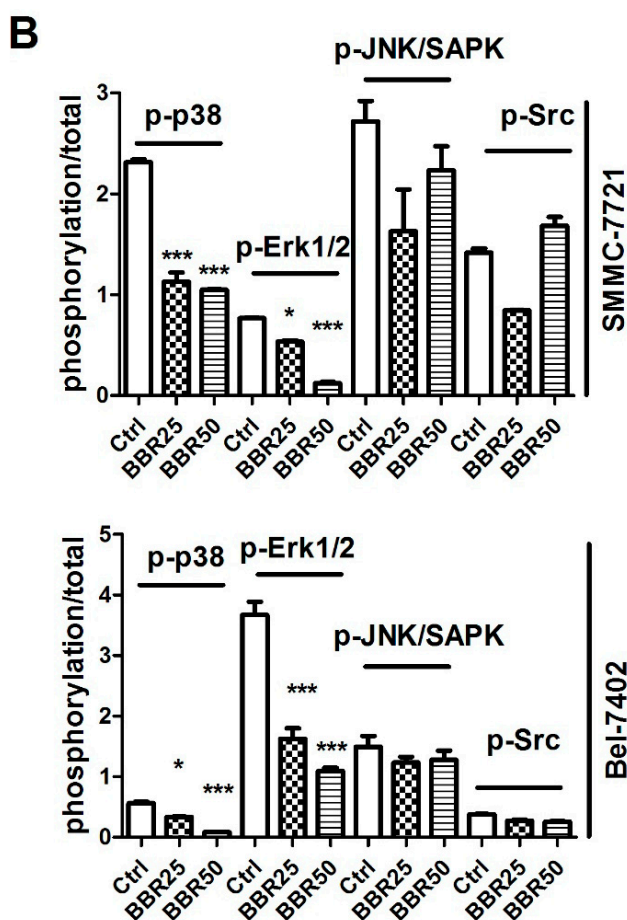 B
p-JNK/SAPK
p-p38
p-Src
p-Erk1/2
*** ***
* ***
3
2
1
0
phosphorylation/total
Ctrl BBR25 BBR50 Ctrl BBR25 BBR50 Ctrl BBR25 BBR50 Ctrl BBR25 BBR50
SMMC-7721
p-p38
p-Erk1/2
p-JNK/SAPK
p-Src
* ***
*** ***
5
4
3
2
1
0
phosphorylation/total
Ctrl BBR25 BBR50 Ctrl BBR25 BBR50 Ctrl BBR25 BBR50 Ctrl BBR25 BBR50
Bel-7402